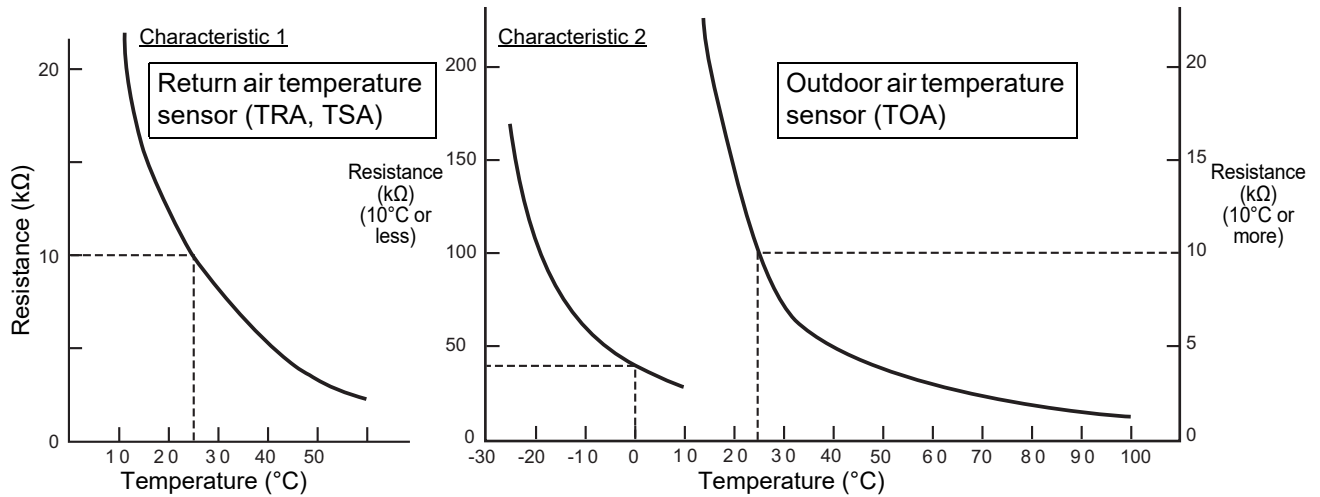 Characteristic 1
Return air temperature
sensor (TRA, TSA)
Resistance (kΩ)
20
10
0
10 20 30 40 50
Temperature (°C)
Characteristic 2
Outdoor air temperature
sensor (TOA)
Resistance
(kΩ)
(10°C or
less)
200
150
100
50
0
-30 -20 -10 0 10 20 30 40 50 60 70 80 90 100
Temperature (°C)
20
15
10
5
0
Resistance
(kΩ)
(10°C or
more)